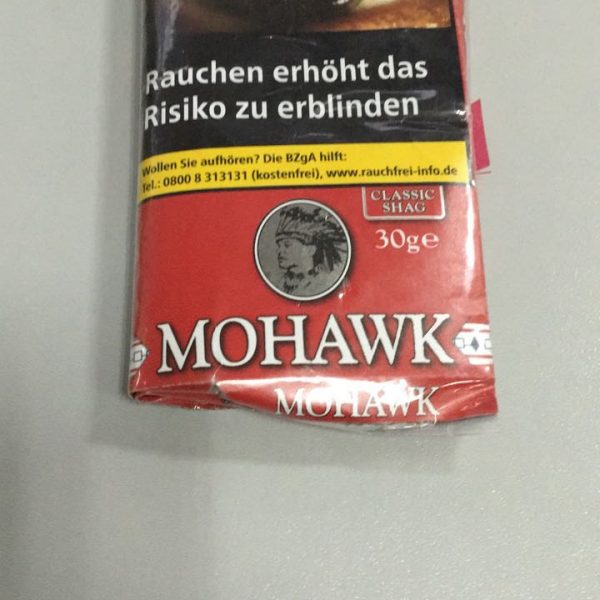 Rauchen erhöht das
Risiko zu erblinden
Wollen Sie aufhören? Die BZgA hilft:
Tel.: 0800 8 313131 (kostenfrei), www.rauchfrei-info.de
CLASSIC
SHAG
30g℮
MOHAWK
MOHAWK